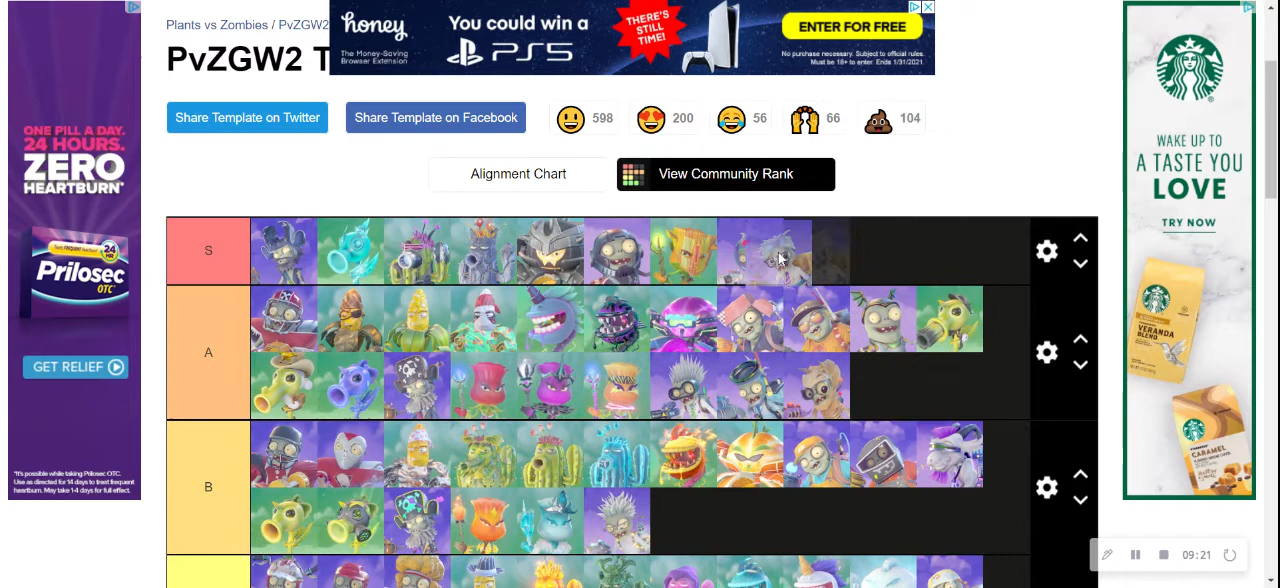 Plants vs Zombies / PvZGW2
PvZGW2 T
honey
The Money-Saving
Browser Extension
You could win a
PS5
THERE'S
STILL
TIME!
ENTER FOR FREE
No purchase necessary. Subject to official rules.
Must be 18+ to enter. Ends 1/31/2021.
Share Template on Twitter
Share Template on Facebook
598
200
56
66
104
Alignment Chart
View Community Rank
S
A
B
ONE PILL A DAY.
24 HOURS.
ZERO
HEARTBURN*
24
HR
Prilosec
OTC
GET RELIEF
*It's possible while taking Prilosec OTC.
Use as directed for 14 days to treat frequent
heartburn. May take 1-4 days for full effect.
WAKE UP TO
A TASTE YOU
LOVE
TRY NOW
STARBUCKS
VERANDA
BLEND
STARBUCKS
CARAMEL
09:21